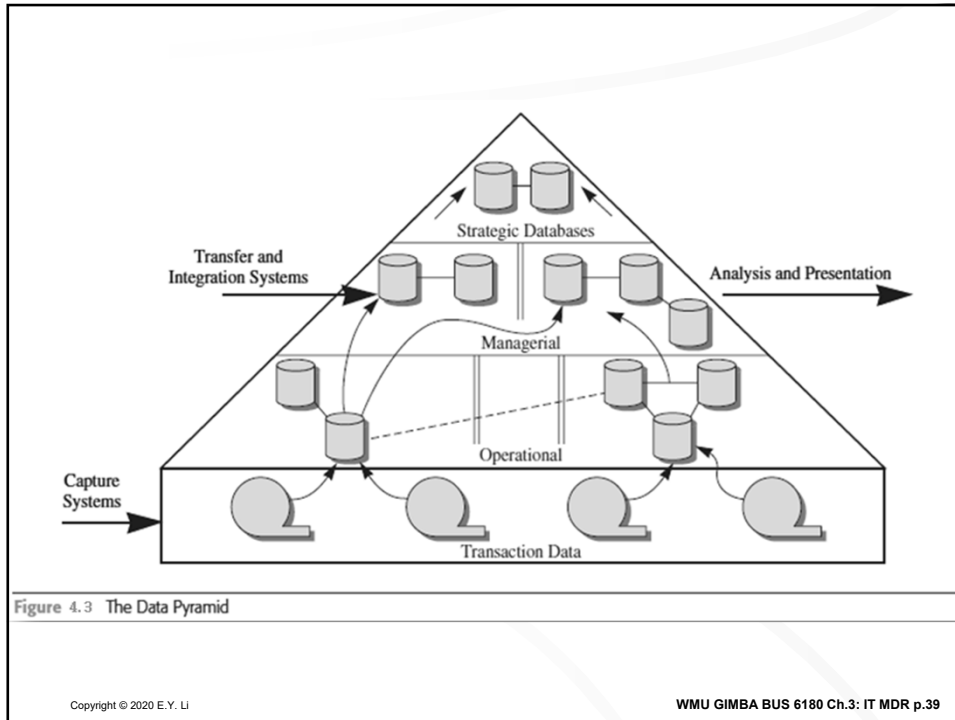 Strategic Databases
Transfer and
Integration Systems
Analysis and Presentation
Managerial
Operational
Capture
Systems
Transaction Data
Figure 4.3 The Data Pyramid
Copyright © 2020 E.Y. Li
WMU GIMBA BUS 6180 Ch.3: IT MDR p.39